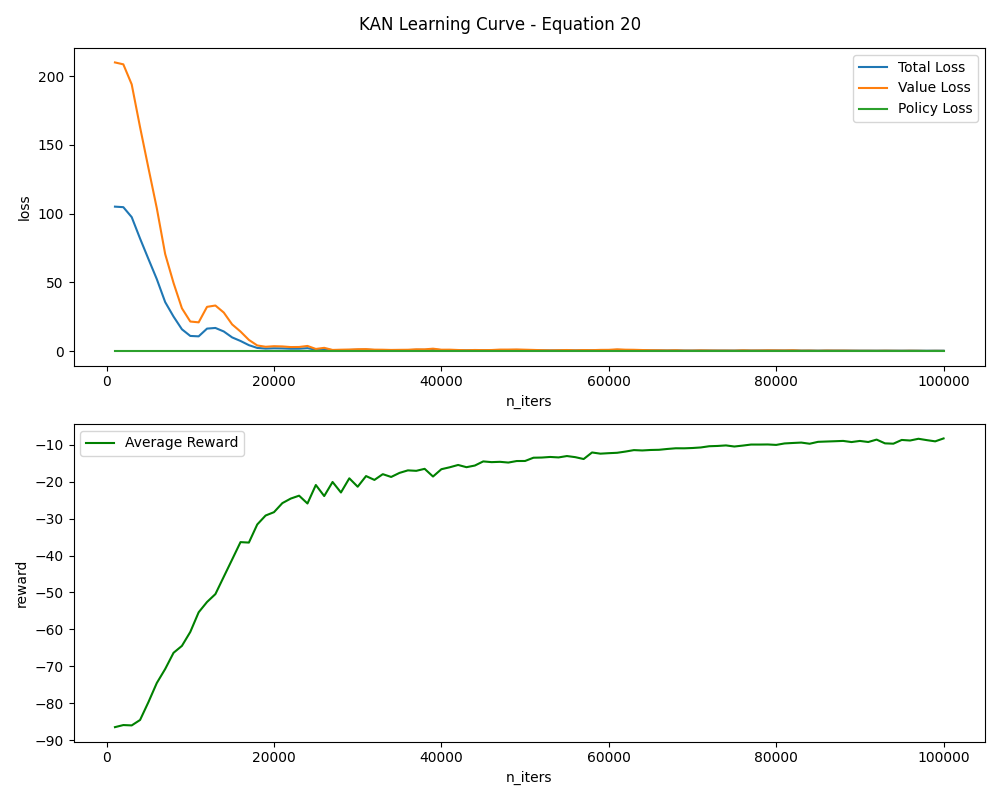 KAN Learning Curve - Equation 20
200
150
100
50
0
loss
Total Loss
Value Loss
Policy Loss
0 20000 40000 60000 80000 100000
n_iters
−10
−20
−30
−40
−50
−60
−70
−80
−90
reward
Average Reward
0 20000 40000 60000 80000 100000
n_iters